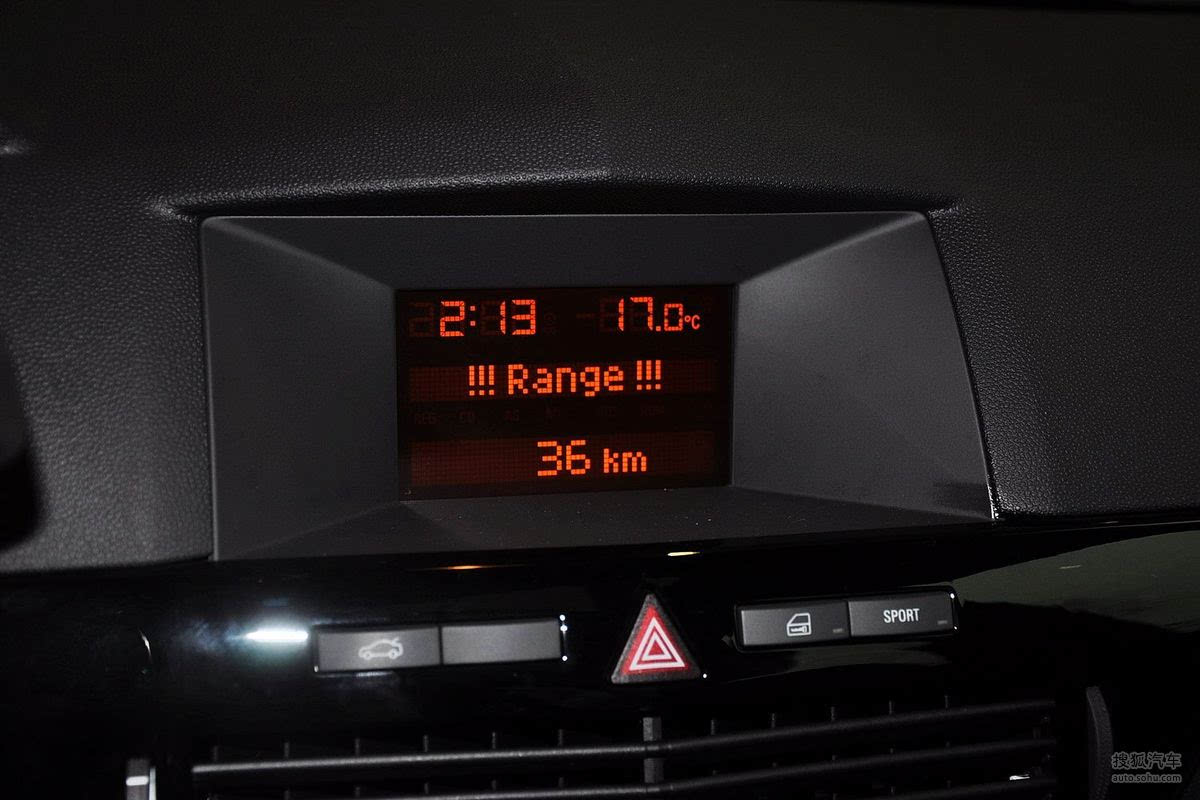 2:13 17.0°C
!!! Range !!!
36 km
SPORT
搜狐汽车
auto.sohu.com